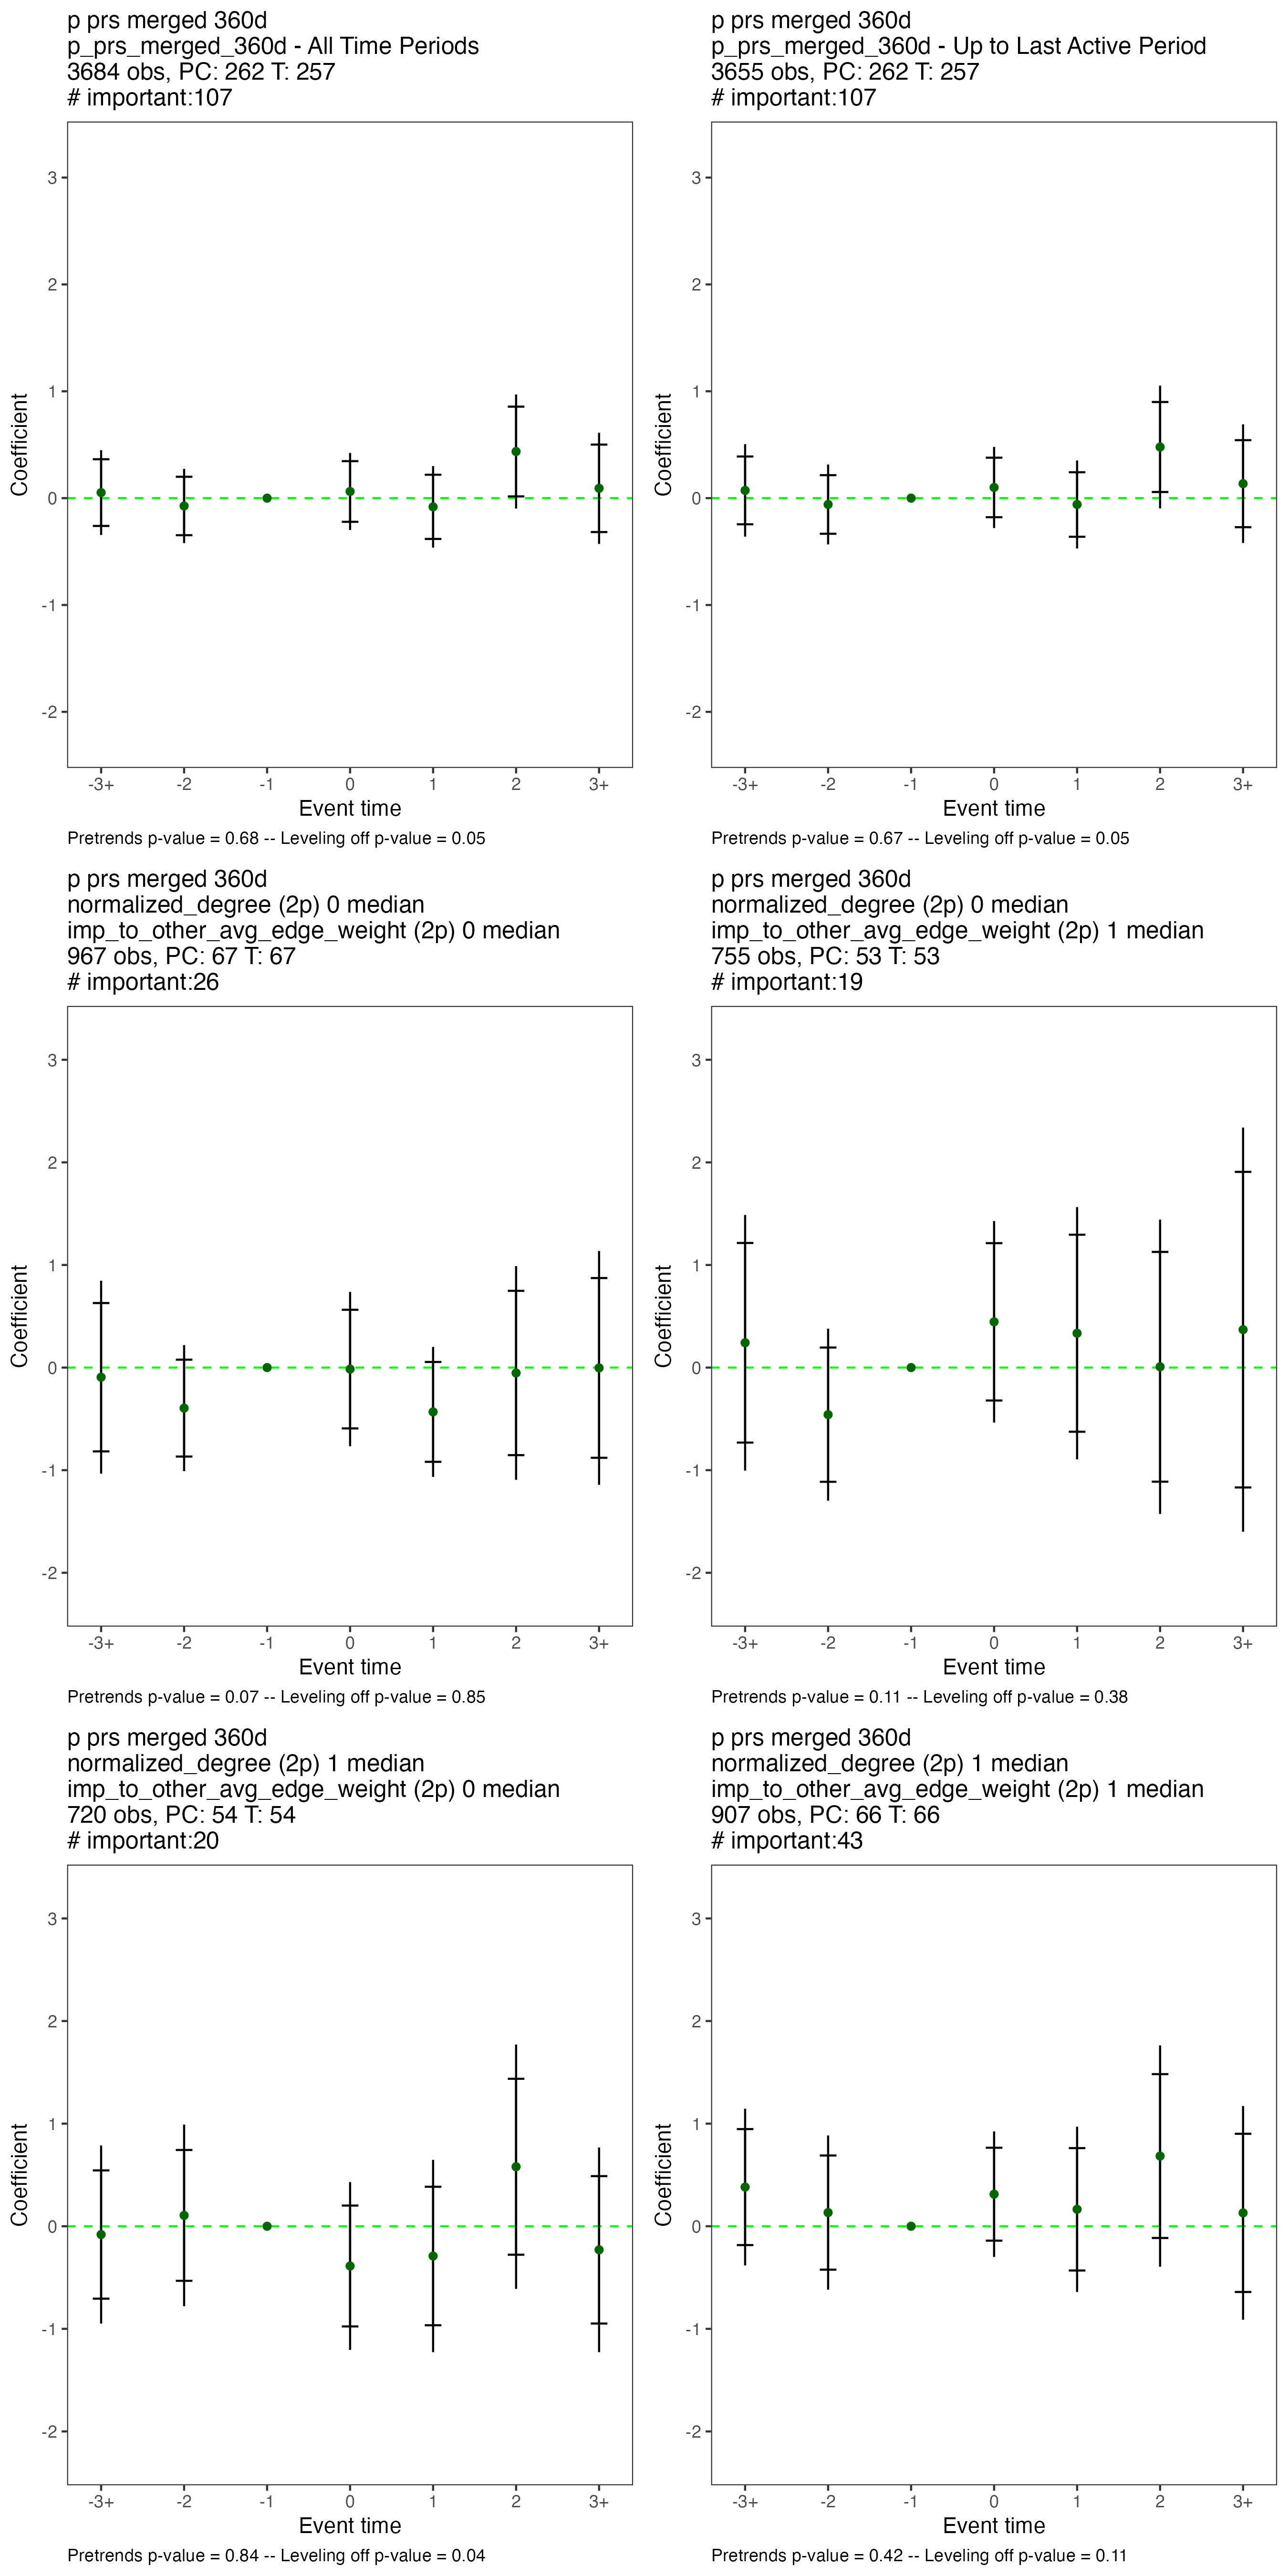 p prs merged 360d
p_prs_merged_360d - All Time Periods
3684 obs, PC: 262 T: 257
# important:107
3
2
1
0
-1
-2
Coefficient
-3+ -2 -1 0 1 2 3+
Event time
Pretrends p-value = 0.68 -- Leveling off p-value = 0.05
p prs merged 360d
p_prs_merged_360d - Up to Last Active Period
3655 obs, PC: 262 T: 257
# important:107
3
2
1
0
-1
-2
Coefficient
-3+ -2 -1 0 1 2 3+
Event time
Pretrends p-value = 0.67 -- Leveling off p-value = 0.05
p prs merged 360d
normalized_degree (2p) 0 median
imp_to_other_avg_edge_weight (2p) 0 median
967 obs, PC: 67 T: 67
# important:26
3
2
1
0
-1
-2
Coefficient
-3+ -2 -1 0 1 2 3+
Event time
Pretrends p-value = 0.07 -- Leveling off p-value = 0.85
p prs merged 360d
normalized_degree (2p) 0 median
imp_to_other_avg_edge_weight (2p) 1 median
755 obs, PC: 53 T: 53
# important:19
3
2
1
0
-1
-2
Coefficient
-3+ -2 -1 0 1 2 3+
Event time
Pretrends p-value = 0.11 -- Leveling off p-value = 0.38
p prs merged 360d
normalized_degree (2p) 1 median
imp_to_other_avg_edge_weight (2p) 0 median
720 obs, PC: 54 T: 54
# important:20
3
2
1
0
-1
-2
Coefficient
-3+ -2 -1 0 1 2 3+
Event time
Pretrends p-value = 0.84 -- Leveling off p-value = 0.04
p prs merged 360d
normalized_degree (2p) 1 median
imp_to_other_avg_edge_weight (2p) 1 median
907 obs, PC: 66 T: 66
# important:43
3
2
1
0
-1
-2
Coefficient
-3+ -2 -1 0 1 2 3+
Event time
Pretrends p-value = 0.42 -- Leveling off p-value = 0.11